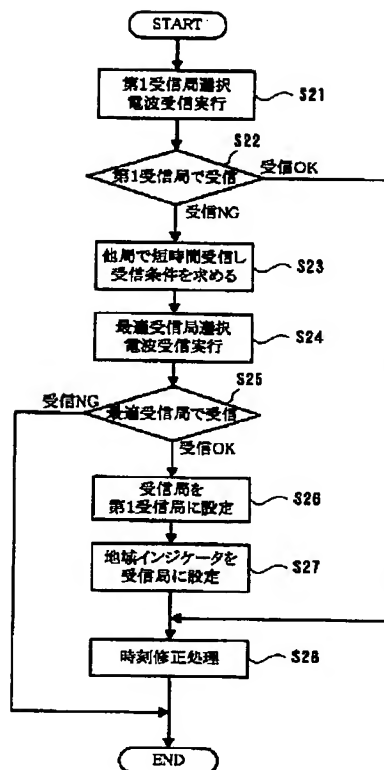 START
第1受信局選択
電波受信実行
S21
S22
第1受信局で受信
受信OK
受信NG
他局で短時間受信し
受信条件を求める
S23
最適受信局選択
電波受信実行
S24
S25
受信NG
最適受信局で受信
受信OK
受信局を
第1受信局に設定
S26
地域インジケータを
受信局に設定
S27
時刻修正処理
S28
END